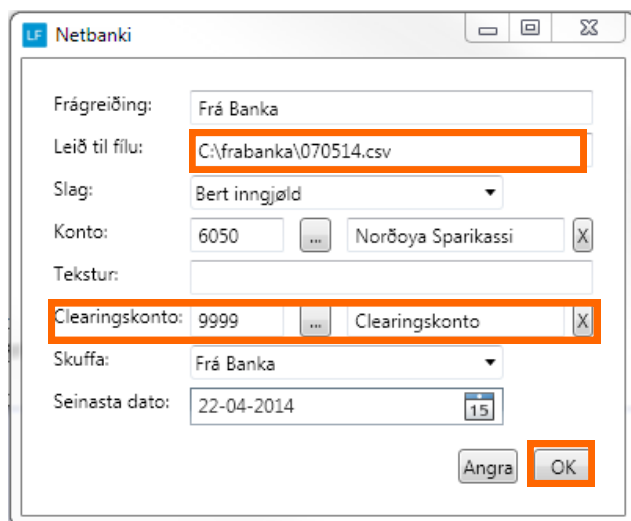 LF Netbanki
Frágreiðing: Frá Banka
Leið til fílu: C:\frabanka\070514.csv
Slag: Bert inngjøld
Konto: 6050 ... Norðoya Sparikassi X
Tekstur:
Clearingskonto: 9999 ... Clearingskonto X
Skuffa: Frá Banka
Seinasta dato: 22-04-2014 15
Angra OK